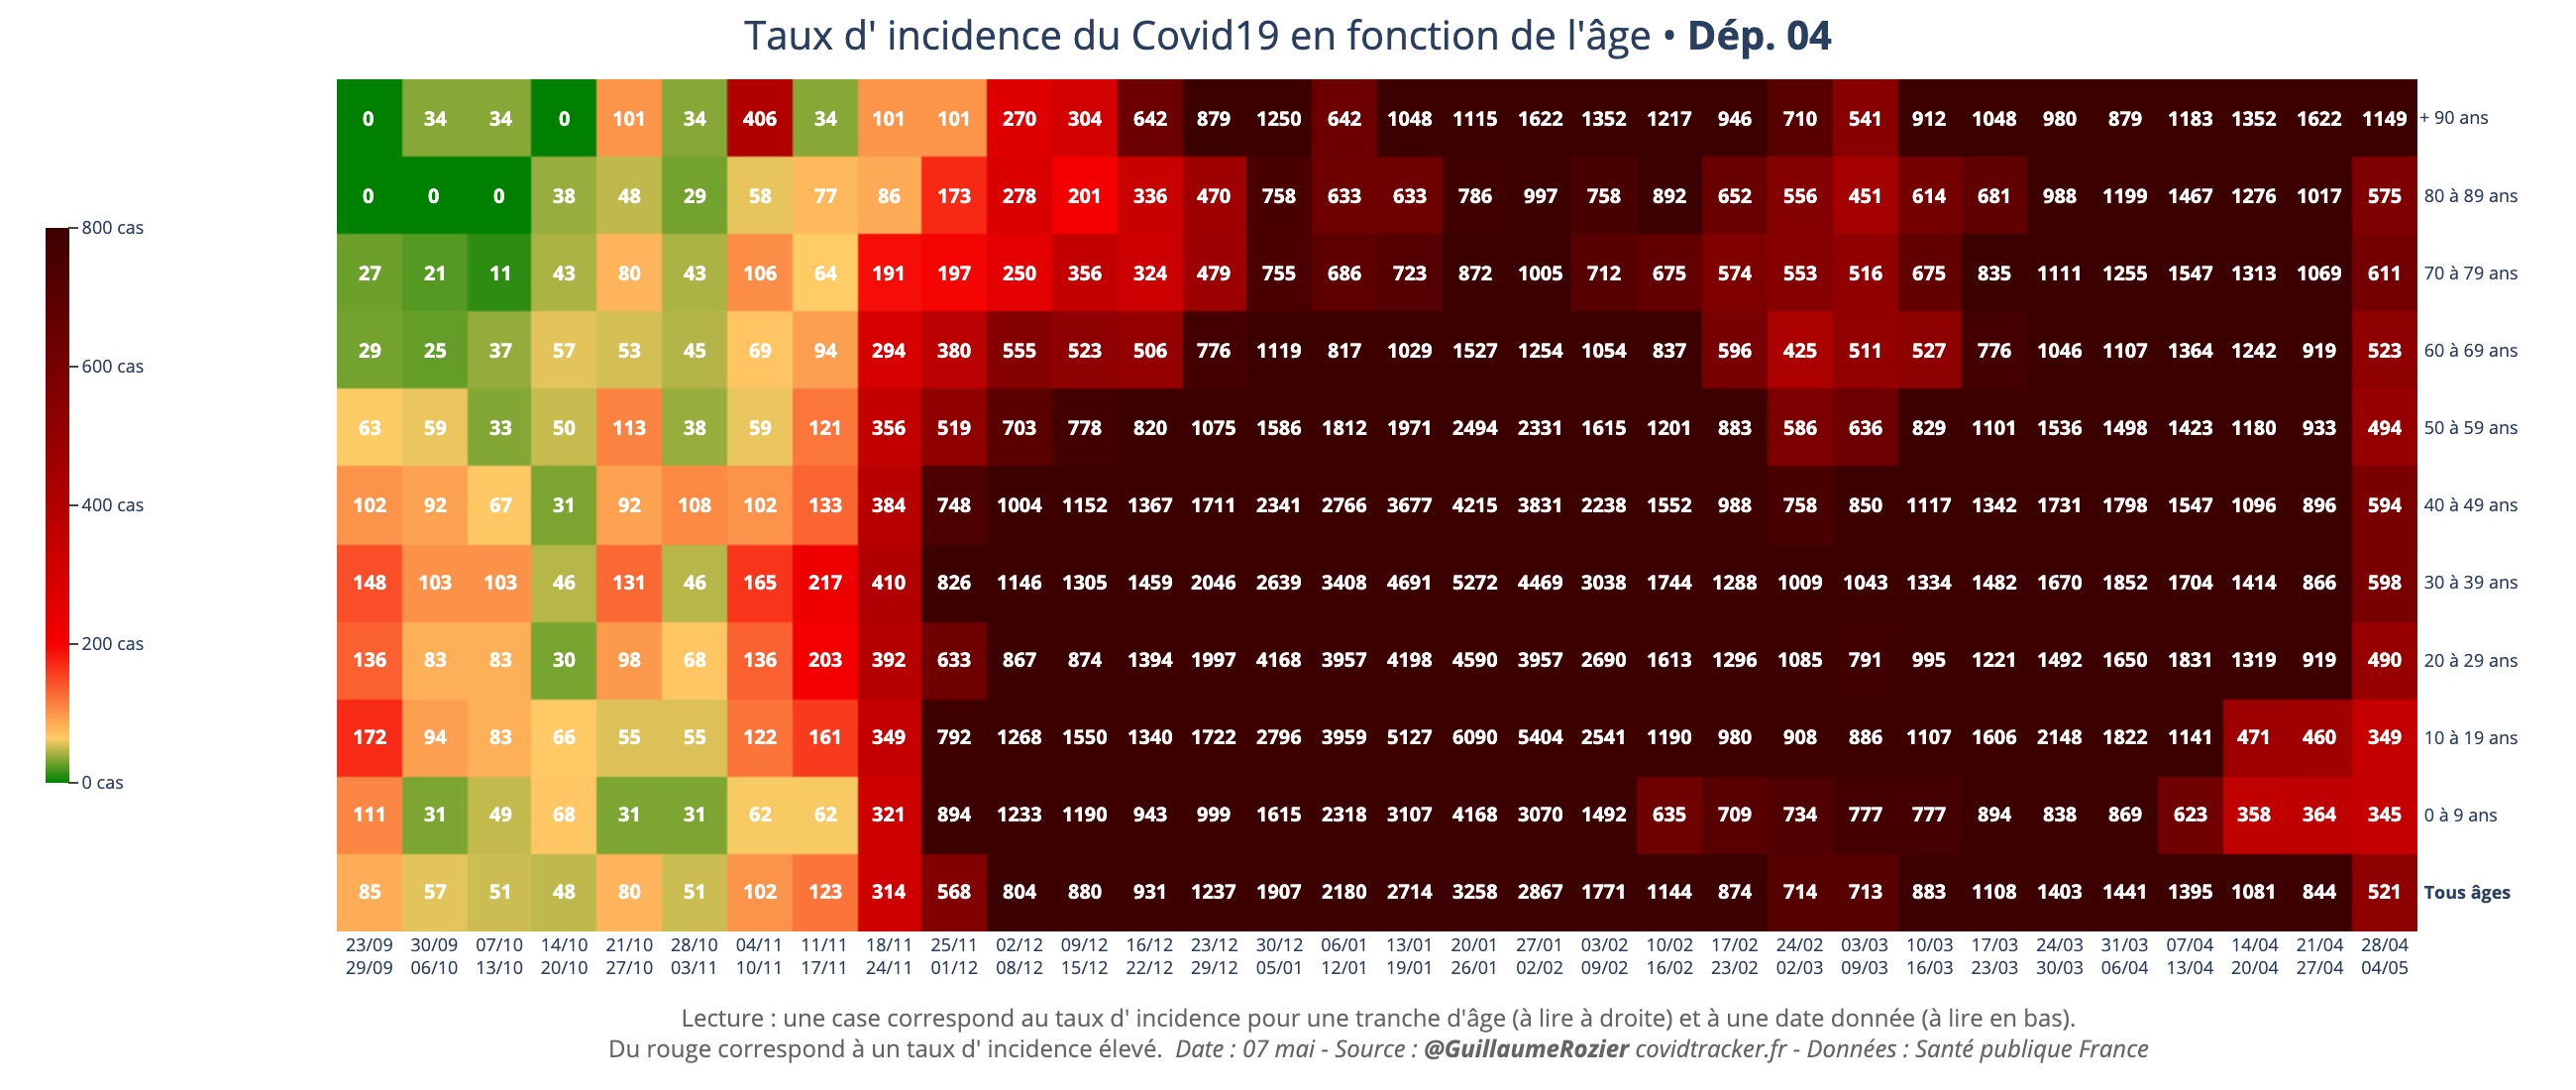 Taux d' incidence du Covid19 en fonction de l'âge • Dép. 04
800 cas
600 cas
400 cas
200 cas
0 cas
0 34 34 0 101 34 406 34 101 101 270 304 642 879 1250 642 1048 1115 1622 1352 1217 946 710 541 912 1048 980 879 1183 1352 1622 1149 + 90 ans
0 0 0 38 48 29 58 77 86 173 278 201 336 470 758 633 633 786 997 758 892 652 556 451 614 681 988 1199 1467 1276 1017 575 80 à 89 ans
27 21 11 43 80 43 106 64 191 197 250 356 324 479 755 686 723 872 1005 712 675 574 553 516 675 835 1111 1255 1547 1313 1069 611 70 à 79 ans
29 25 37 57 53 45 69 94 294 380 555 523 506 776 1119 817 1029 1527 1254 1054 837 596 425 511 527 776 1046 1107 1364 1242 919 523 60 à 69 ans
63 59 33 50 113 38 59 121 356 519 703 778 820 1075 1586 1812 1971 2494 2331 1615 1201 883 586 636 829 1101 1536 1498 1423 1180 933 494 50 à 59 ans
102 92 67 31 92 108 102 133 384 748 1004 1152 1367 1711 2341 2766 3677 4215 3831 2238 1552 988 758 850 1117 1342 1731 1798 1547 1096 896 594 40 à 49 ans
148 103 103 46 131 46 165 217 410 826 1146 1305 1459 2046 2639 3408 4691 5272 4469 3038 1744 1288 1009 1043 1334 1482 1670 1852 1704 1414 866 598 30 à 39 ans
136 83 83 30 98 68 136 203 392 633 867 874 1394 1997 4168 3957 4198 4590 3957 2690 1613 1296 1085 791 995 1221 1492 1650 1831 1319 919 490 20 à 29 ans
172 94 83 66 55 55 122 161 349 792 1268 1550 1340 1722 2796 3959 5127 6090 5404 2541 1190 980 908 886 1107 1606 2148 1822 1141 471 460 349 10 à 19 ans
111 31 49 68 31 31 62 62 321 894 1233 1190 943 999 1615 2318 3107 4168 3070 1492 635 709 734 777 777 894 838 869 623 358 364 345 0 à 9 ans
85 57 51 48 80 51 102 123 314 568 804 880 931 1237 1907 2180 2714 3258 2867 1771 1144 874 714 713 883 1108 1403 1441 1395 1081 844 521 Tous âges
23/09 30/09 07/10 14/10 21/10 28/10 04/11 11/11 18/11 25/11 02/12 09/12 16/12 23/12 30/12 06/01 13/01 20/01 27/01 03/02 10/02 17/02 24/02 03/03 10/03 17/03 24/03 31/03 07/04 14/04 21/04 28/04
29/09 06/10 13/10 20/10 27/10 03/11 10/11 17/11 24/11 01/12 08/12 15/12 22/12 29/12 05/01 12/01 19/01 26/01 02/02 09/02 16/02 23/02 02/03 09/03 16/03 23/03 30/03 06/04 13/04 20/04 27/04 04/05
Lecture : une case correspond au taux d' incidence pour une tranche d'âge (à lire à droite) et à une date donnée (à lire en bas).
Du rouge correspond à un taux d' incidence élevé. Date : 07 mai - Source : @GuillaumeRozier covidtracker.fr - Données : Santé publique France